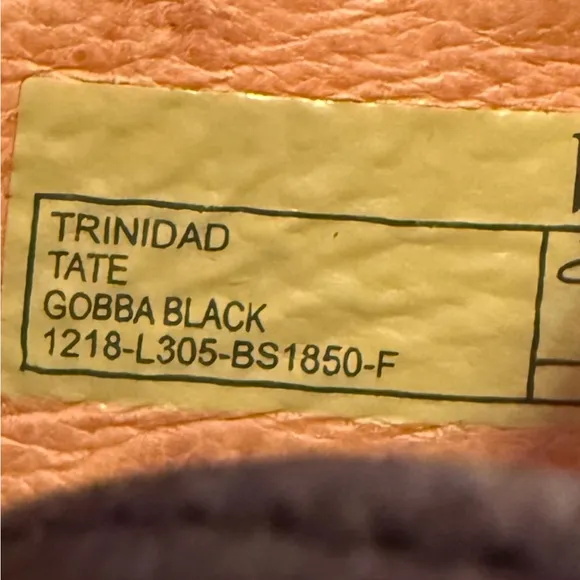 TRINIDAD
TATE
GOBBA BLACK
1218-L305-BS1850-F